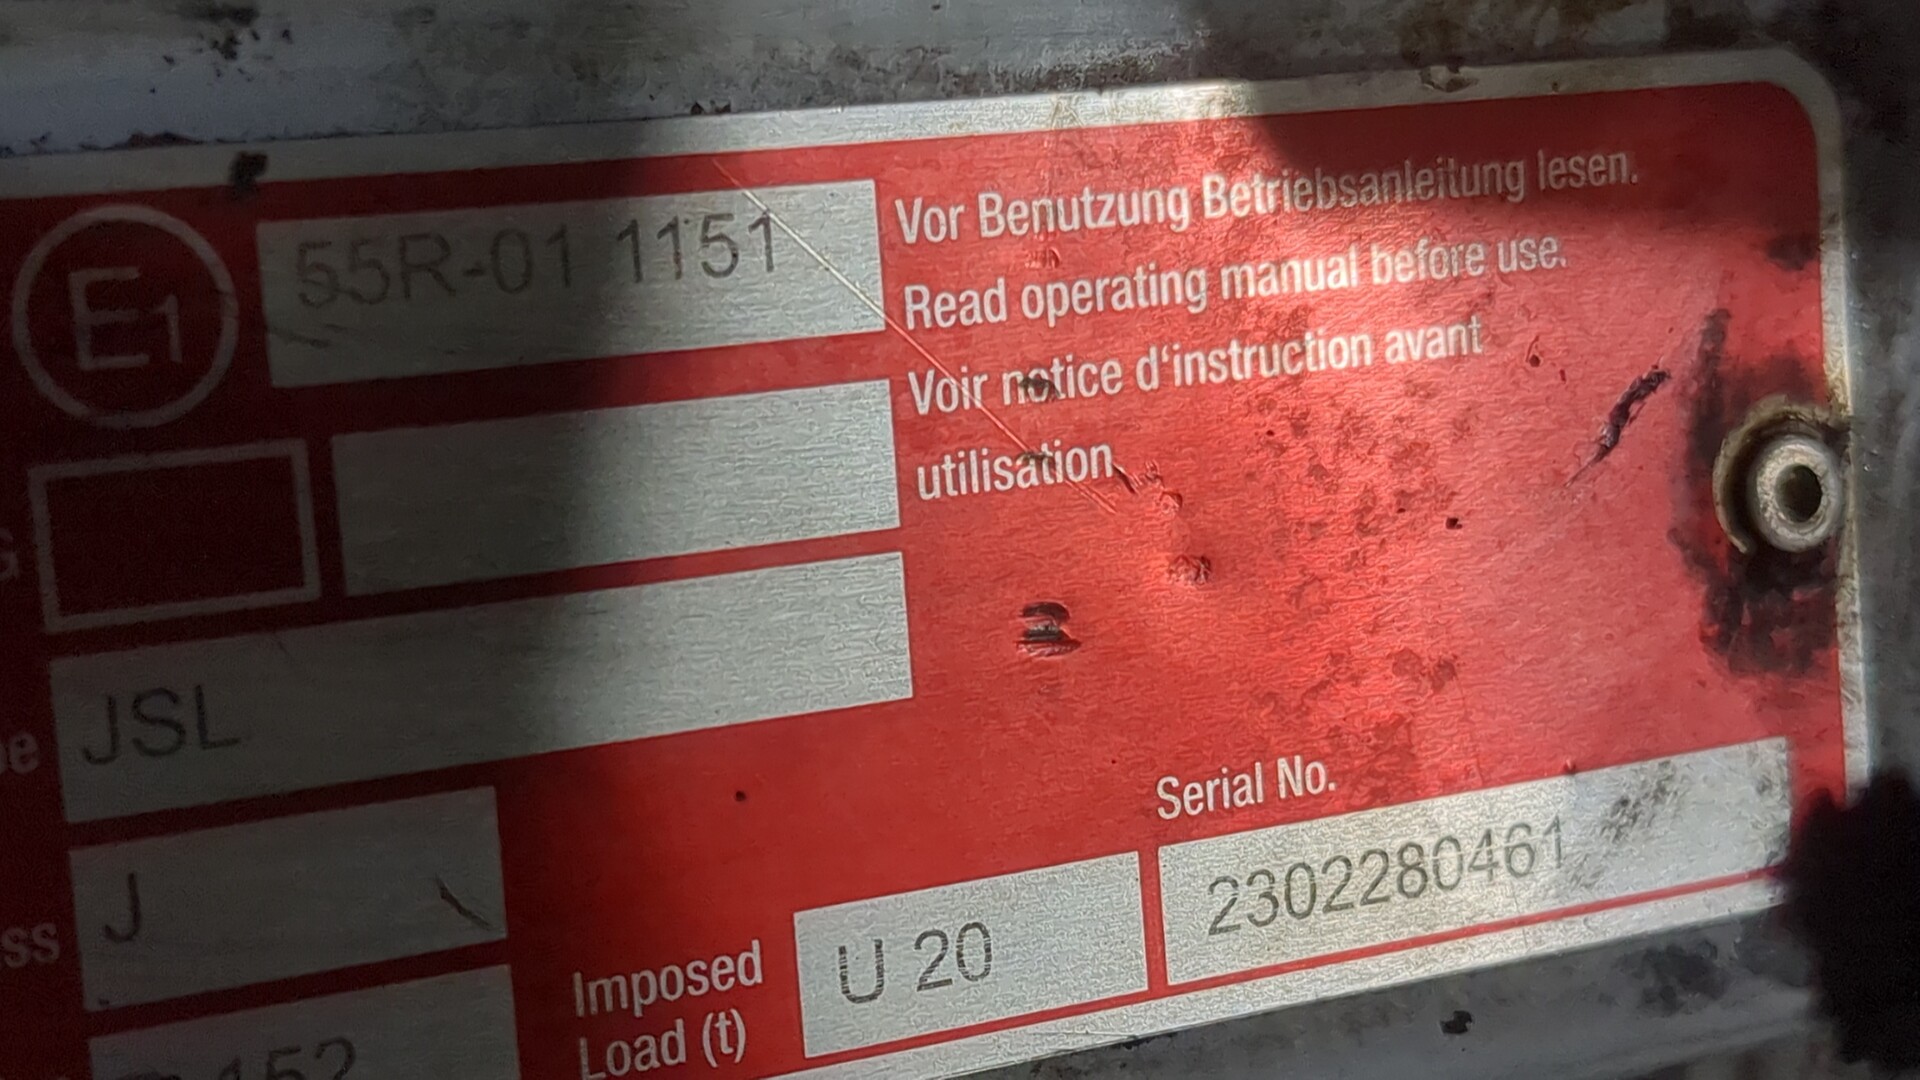 E1 55R-01 1151
Vor Benutzung Betriebsanleitung lesen.
Read operating manual before use.
Voir notice d'instruction avant
utilisation.
JSL
J
Serial No.
Imposed
Load (t)
U 20
2302280461
152